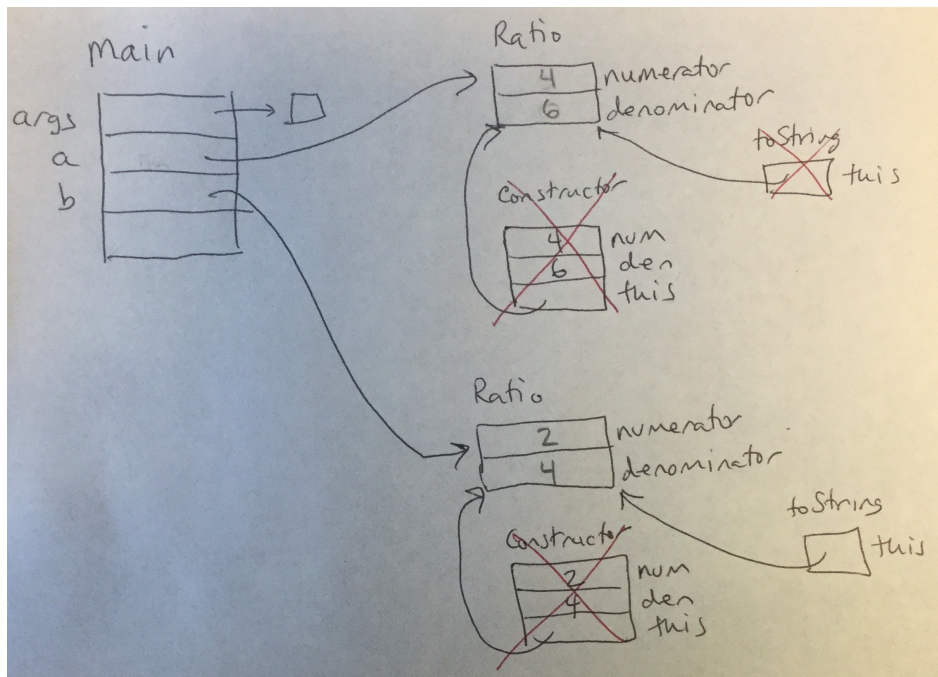 Main
args
a
b
Ratio
4 numerator
6 denominator
toString
this
Constructor
4 num
6 den
this
Ratio
2 numerator
4 denominator
toString
this
Constructor
2 num
4 den
this